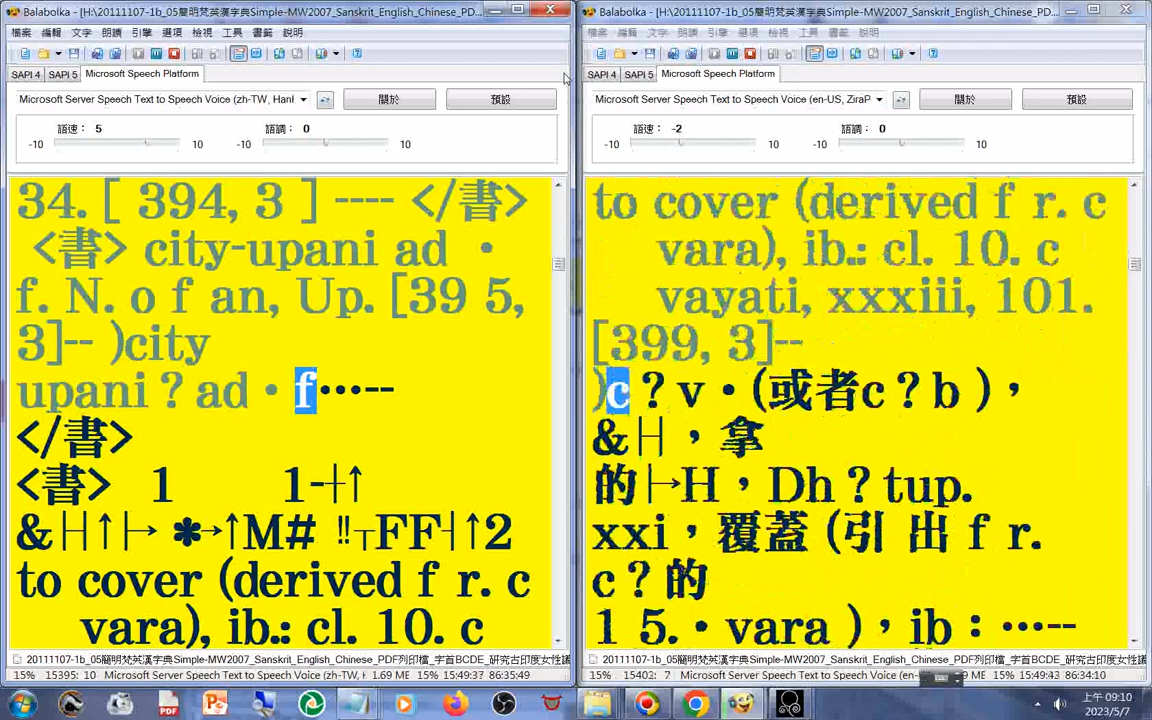 Balabolka - [H:\20111107-1b_05簡明梵英漢字典Simple-MW2007_Sanskrit_English_Chinese_PD...
檔案 編輯 文字 朗讀 引擎 選項 檢視 工具 書籤 說明
SAPI 4 SAPI 5 Microsoft Speech Platform
Microsoft Server Speech Text to Speech Voice (zh-TW, HanH 關於 預設
語速： 5 語調： 0
-10 10 -10 10
34. [ 394, 3 ] ---- </書>
<書> city-upani ad •
f. N. o f an, Up. [39 5,
3]-- )city
upani？ad • f…--
</書>
<書> 1 1-┼↑
&├┤↑├→ ✱→↑M# ‼┬FF┤↑2
to cover (derived f r. c
vara), ib.: cl. 10. c
20111107-1b_05簡明梵英漢字典Simple-MW2007_Sanskrit_English_Chinese_PDF列印檔_字首BCDE_研究古印度女性議
15% 15395: 10 Microsoft Server Speech Text to Speech Voice (zh-TW, H 1.69 MB 15% 15:49:37 86:35:49
Balabolka - [H:\20111107-1b_05簡明梵英漢字典Simple-MW2007_Sanskrit_English_Chinese_PD...
檔案 編輯 文字 朗讀 引擎 選項 檢視 工具 書籤 說明
SAPI 4 SAPI 5 Microsoft Speech Platform
Microsoft Server Speech Text to Speech Voice (en-US, ZiraP 關於 預設
語速： -2 語調： 0
-10 10 -10 10
to cover (derived f r. c
vara), ib.: cl. 10. c
vayati, xxxiii, 101.
[399, 3]--
)c？v • (或者c？b )，
&├┤，拿
的├→H，Dh？tup.
xxi，覆蓋 (引 出 f r.
c？的
1 5. • vara )，ib：…--
20111107-1b_05簡明梵英漢字典Simple-MW2007_Sanskrit_English_Chinese_PDF列印檔_字首BCDE_研究古印度女性議
15% 15402: 7 Microsoft Server Speech Text to Speech Voice (en-US 1.69 MB 15% 15:49:43 86:34:10
上午 09:10
2023/5/7